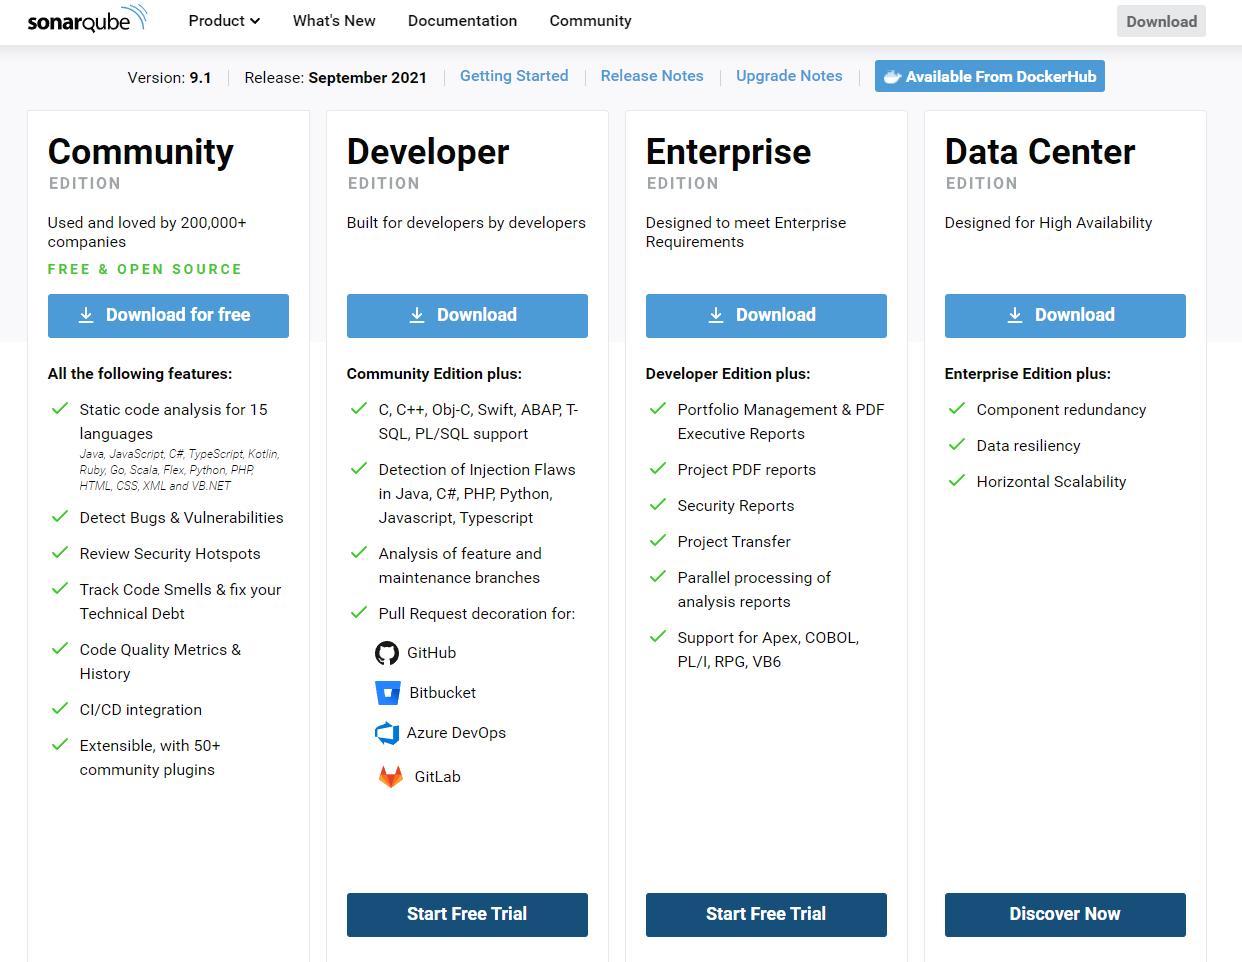 sonarqube
Product
What's New
Documentation
Community
Download
Version: 9.1
Release: September 2021
Getting Started
Release Notes
Upgrade Notes
Available From DockerHub
Community
EDITION
Used and loved by 200,000+
companies
FREE & OPEN SOURCE
Download for free
All the following features:
Static code analysis for 15
languages
Java, JavaScript, C#, TypeScript, Kotlin,
Ruby, Go, Scala, Flex, Python, PHP,
HTML, CSS, XML and VB.NET
Detect Bugs & Vulnerabilities
Review Security Hotspots
Track Code Smells & fix your
Technical Debt
Code Quality Metrics &
History
CI/CD integration
Extensible, with 50+
community plugins
Developer
EDITION
Built for developers by developers
Download
Community Edition plus:
C, C++, Obj-C, Swift, ABAP, T-
SQL, PL/SQL support
Detection of Injection Flaws
in Java, C#, PHP, Python,
Javascript, Typescript
Analysis of feature and
maintenance branches
Pull Request decoration for:
GitHub
Bitbucket
Azure DevOps
GitLab
Start Free Trial
Enterprise
EDITION
Designed to meet Enterprise
Requirements
Download
Developer Edition plus:
Portfolio Management & PDF
Executive Reports
Project PDF reports
Security Reports
Project Transfer
Parallel processing of
analysis reports
Support for Apex, COBOL,
PL/I, RPG, VB6
Start Free Trial
Data Center
EDITION
Designed for High Availability
Download
Enterprise Edition plus:
Component redundancy
Data resiliency
Horizontal Scalability
Discover Now